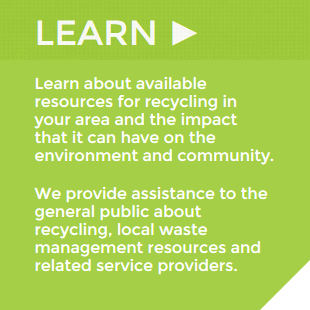 LEARN
Learn about available
resources for recycling in
your area and the impact
that it can have on the
environment and community.
We provide assistance to the
general public about
recycling, local waste
management resources and
related service providers.